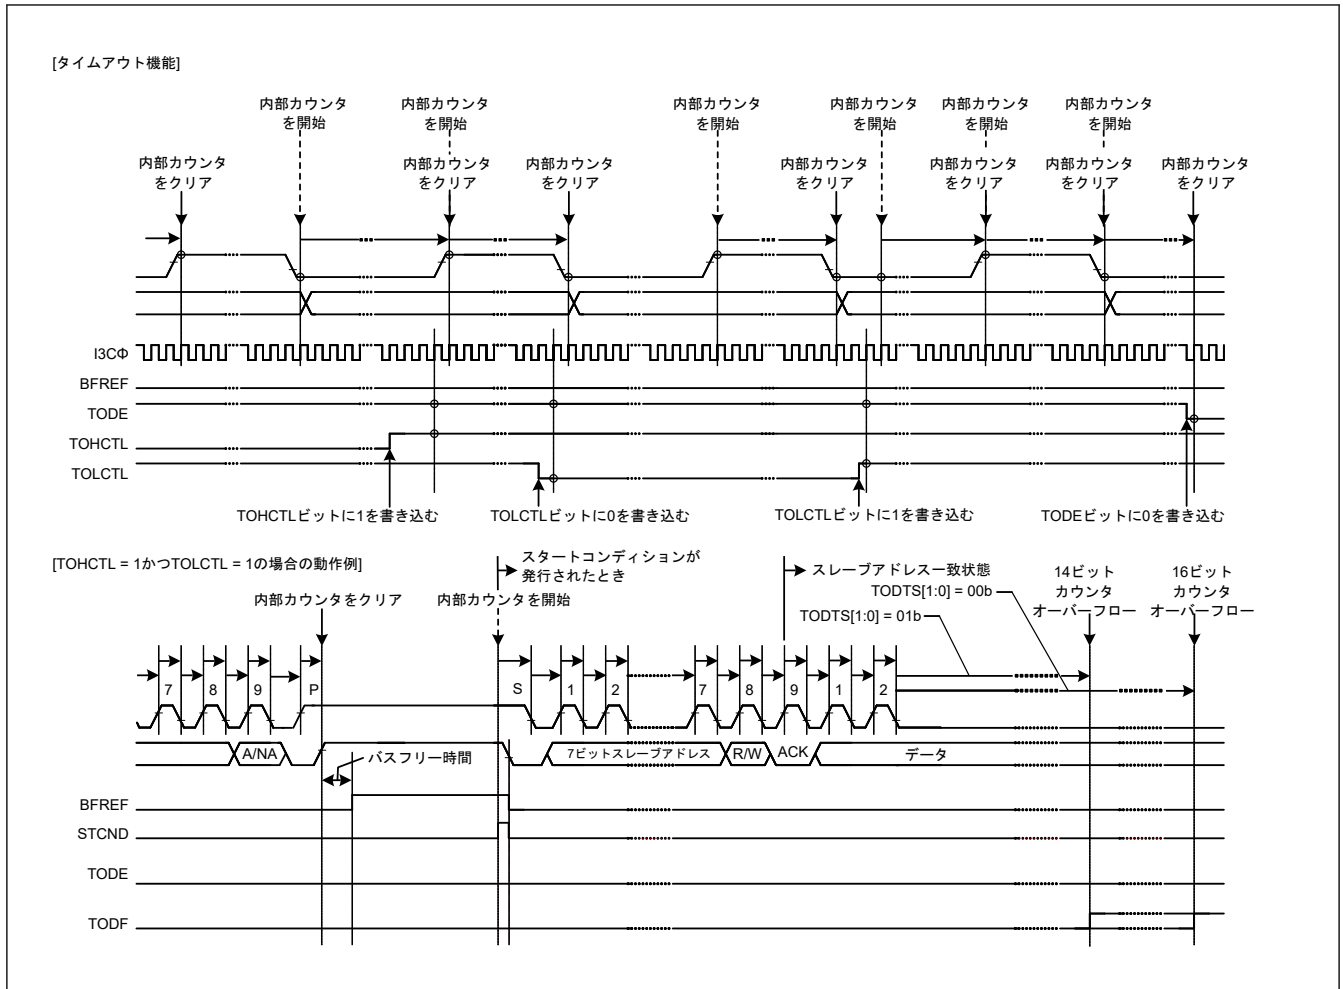 [タイムアウト機能]
内部カウンタ
を開始
内部カウンタ
を開始
内部カウンタ
を開始
内部カウンタ
を開始
内部カウンタ
を開始
内部カウンタ
を開始
内部カウンタ
をクリア
内部カウンタ
をクリア
内部カウンタ
をクリア
内部カウンタ
をクリア
内部カウンタ
をクリア
内部カウンタ
をクリア
内部カウンタ
をクリア
I3CΦ
BFREF
TODE
TOHCTL
TOLCTL
TOHCTLビットに1を書き込む
TOLCTLビットに0を書き込む
TOLCTLビットに1を書き込む
TODEビットに0を書き込む
[TOHCTL = 1かつTOLCTL = 1の場合の動作例]
スタートコンディションが
発行されたとき
スレーブアドレス一致状態
TODTS[1:0] = 00b
TODTS[1:0] = 01b
14ビット
カウンタ
オーバーフロー
16ビット
カウンタ
オーバーフロー
内部カウンタをクリア
内部カウンタを開始
7 8 9 P S 1 2 7 8 9 1 2
A/NA
バスフリー時間
7ビットスレーブアドレス
R/W
ACK
データ
BFREF
STCND
TODE
TODF